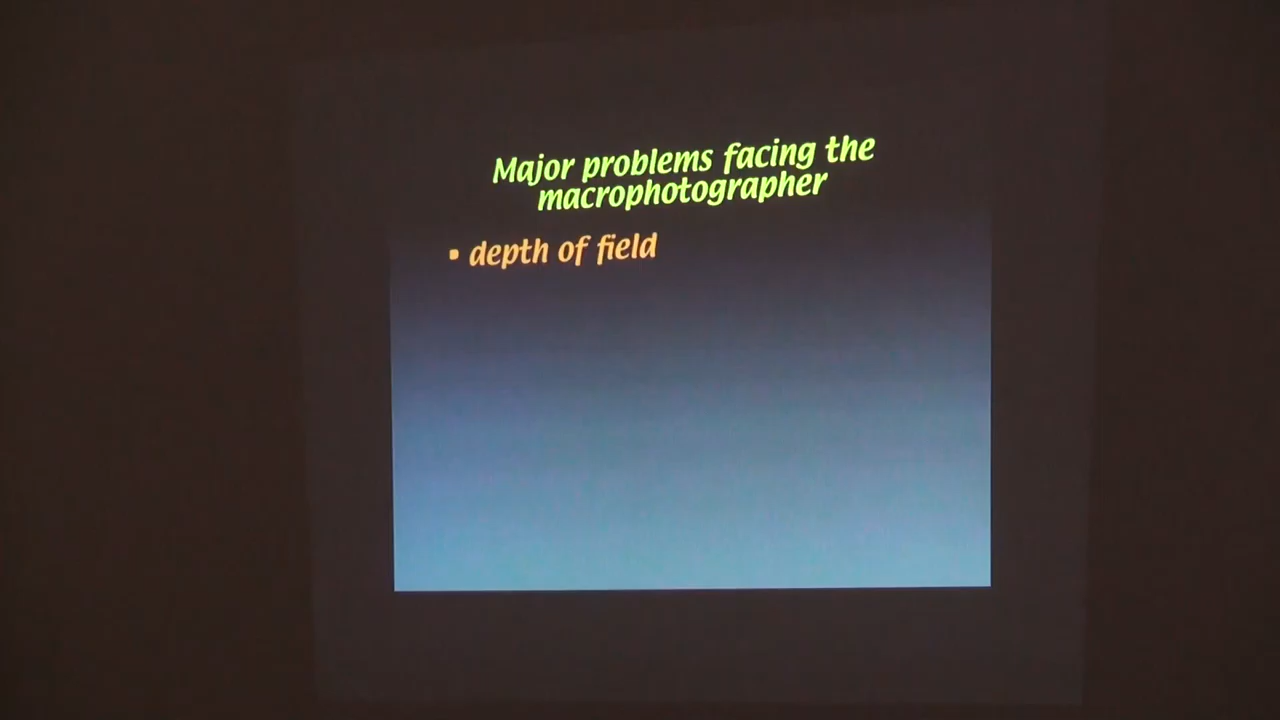 Major problems facing the
macrophotographer
• depth of field